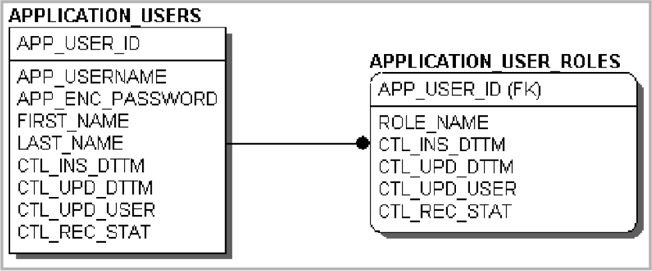 APPLICATION_USERS
APP_USER_ID
APP_USERNAME
APP_ENC_PASSWORD
FIRST_NAME
LAST_NAME
CTL_INS_DTTM
CTL_UPD_DTTM
CTL_UPD_USER
CTL_REC_STAT
APPLICATION_USER_ROLES
APP_USER_ID (FK)
ROLE_NAME
CTL_INS_DTTM
CTL_UPD_DTTM
CTL_UPD_USER
CTL_REC_STAT